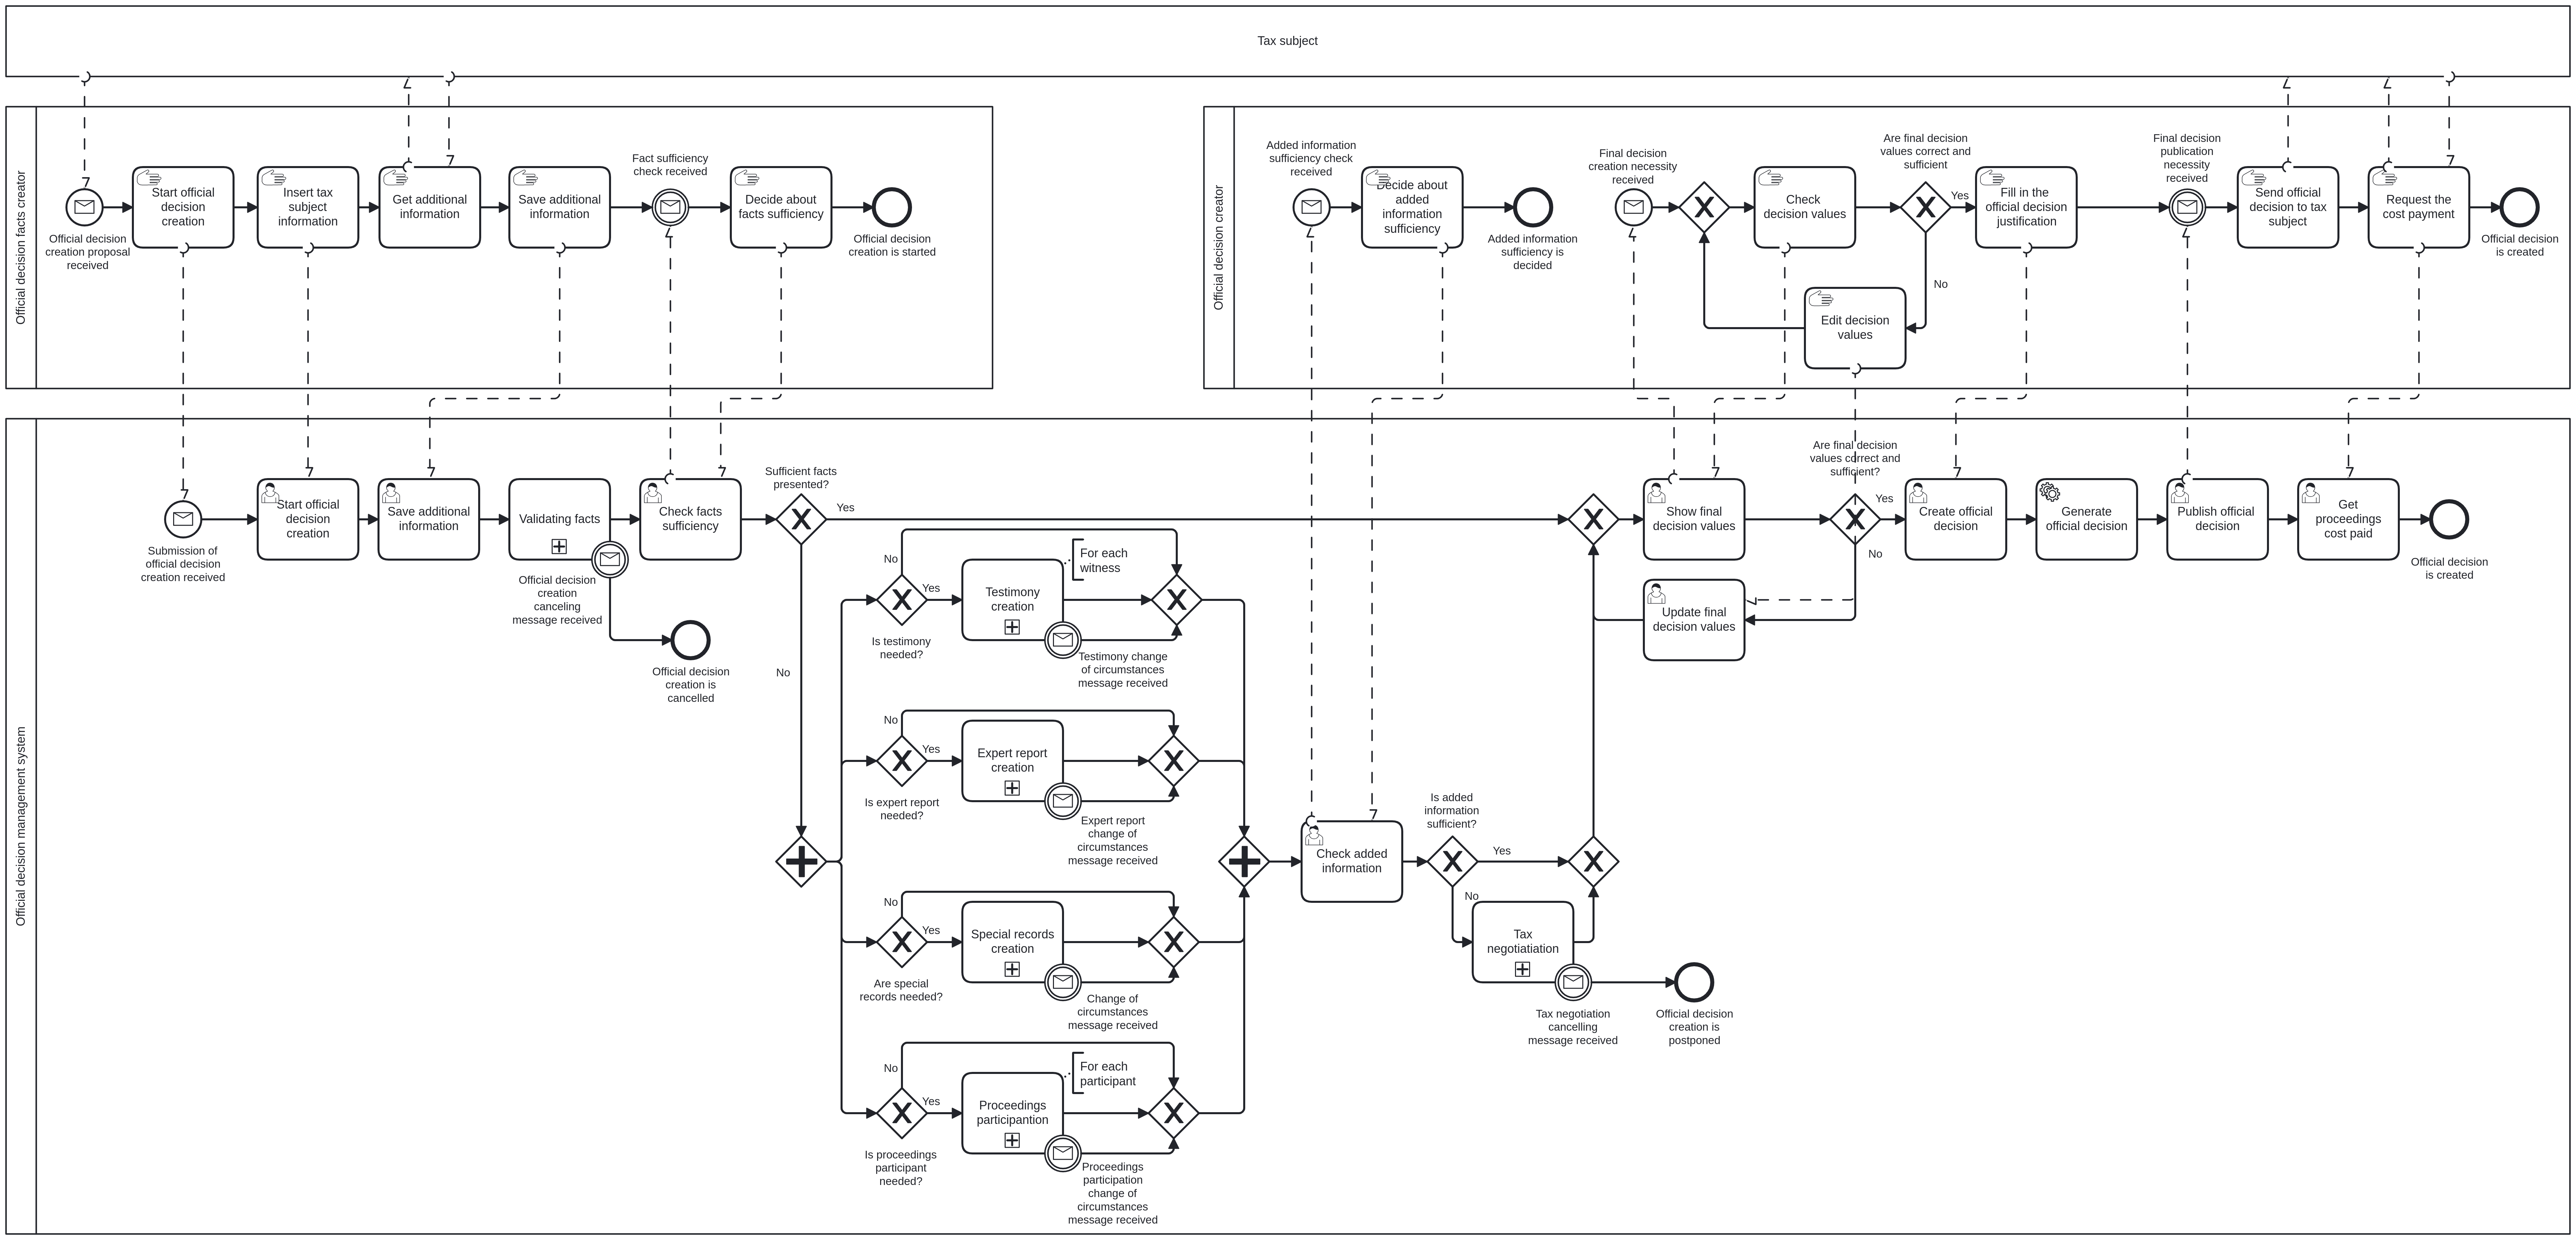 Tax subject
Official decision facts creator
Official decision
creation proposal
received
Start official
decision
creation
Insert tax
subject
information
Get additional
information
Save additional
information
Fact sufficiency
check received
Decide about
facts sufficiency
Official decision
creation is started
Official decision creator
Added information
sufficiency check
received
Decide about
added
information
sufficiency
Added information
sufficiency is
decided
Final decision
creation necessity
received
Check
decision values
Are final decision
values correct and
sufficient
Yes
No
Edit decision
values
Fill in the
official decision
justification
Final decision
publication
necessity
received
Send official
decision to tax
subject
Request the
cost payment
Official decision
is created
Official decision management system
Submission of
official decision
creation received
Start official
decision
creation
Save additional
information
Validating facts
Official decision
creation
canceling
message received
Official decision
creation is
cancelled
Check facts
sufficiency
Sufficient facts
presented?
Yes
No
Is testimony
needed?
No
Yes
Testimony
creation
For each
witness
Testimony change
of circumstances
message received
Is expert report
needed?
No
Yes
Expert report
creation
Expert report
change of
circumstances
message received
Are special
records needed?
No
Yes
Special records
creation
Change of
circumstances
message received
Is proceedings
participant
needed?
No
Yes
Proceedings
participantion
For each
participant
Proceedings
participation
change of
circumstances
message received
Check added
information
Is added
information
sufficient?
Yes
No
Tax
negotitiation
Tax negotiation
cancelling
message received
Official decision
creation is
postponed
Show final
decision values
Update final
decision values
Are final decision
values correct and
sufficient?
Yes
No
Create official
decision
Generate
official decision
Publish official
decision
Get
proceedings
cost paid
Official decision
is created